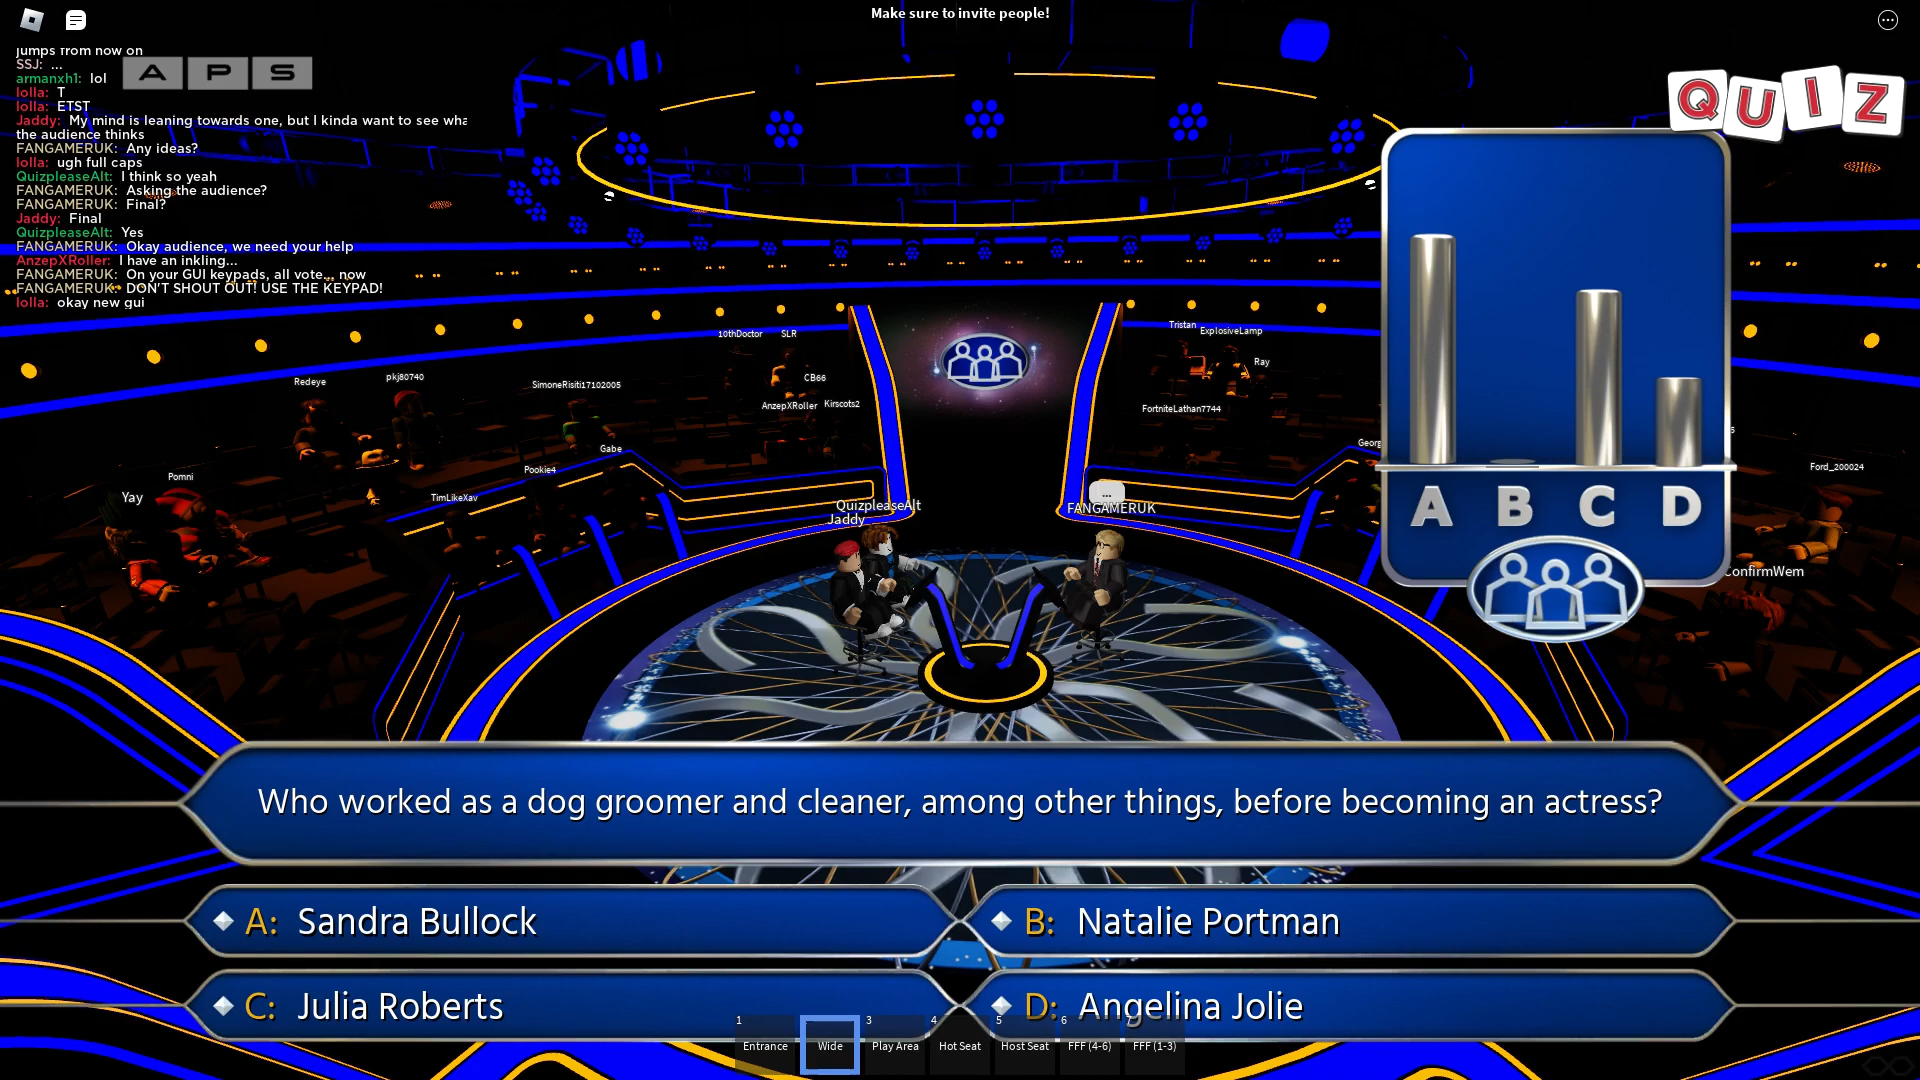 Make sure to invite people!
jumps from now on
SSJ: ...
armanxh1: lol
lolla: T
lolla: ETST
Jaddy: My mind is leaning towards one, but I kinda want to see wha
the audience thinks
FANGAMERUK: Any ideas?
lolla: ugh full caps
QuizpleaseAlt: I think so yeah
FANGAMERUK: Asking the audience?
FANGAMERUK: Final?
Jaddy: Final
QuizpleaseAlt: Yes
FANGAMERUK: Okay audience, we need your help
AnzepXRoller: I have an inkling...
FANGAMERUK: On your GUI keypads, all vote... now
FANGAMERUK: DON'T SHOUT OUT! USE THE KEYPAD!
lolla: okay new gui
A P S
QUIZ
10thDoctor SLR
Tristan ExplosiveLamp
Ray
Redeye pkj80740
SimoneRisiti17102005
CB66
AnzepXRoller Kirscots2
FortniteLathan7744
Gabe
Georg
Pookie4
Pomni
Yay
TimLikeXav
Ford_200024
QuizpleaseAlt
Jaddy
...
FANGAMERUK
ConfirmWem
A B C D
Who worked as a dog groomer and cleaner, among other things, before becoming an actress?
A: Sandra Bullock
B: Natalie Portman
C: Julia Roberts
D: Angelina Jolie
1 3 4 5 6 7
Entrance Wide Play Area Hot Seat Host Seat FFF (4-6) FFF (1-3)